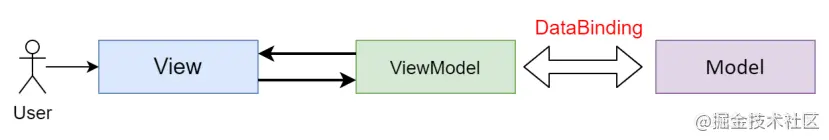 DataBinding
View
ViewModel
Model
User
@掘金技术社区